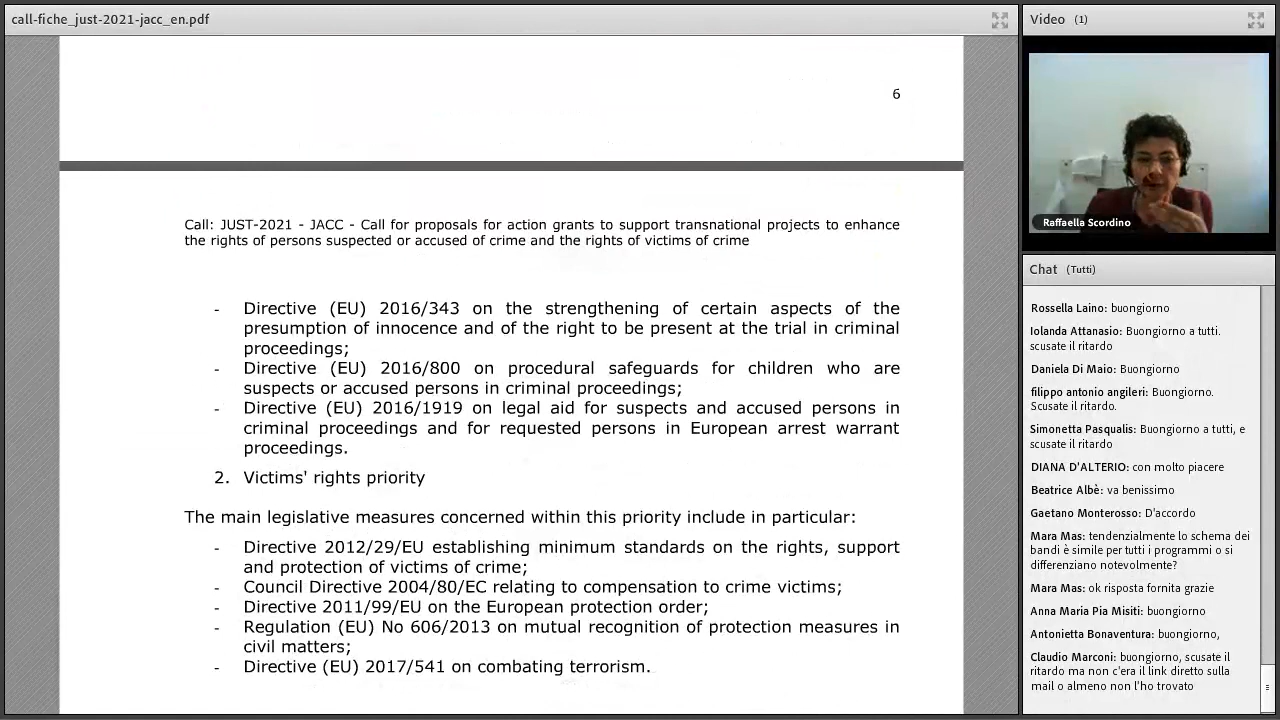 call-fiche_just-2021-jacc_en.pdf
6
Call: JUST-2021 - JACC - Call for proposals for action grants to support transnational projects to enhance
the rights of persons suspected or accused of crime and the rights of victims of crime
- Directive (EU) 2016/343 on the strengthening of certain aspects of the
presumption of innocence and of the right to be present at the trial in criminal
proceedings;
- Directive (EU) 2016/800 on procedural safeguards for children who are
suspects or accused persons in criminal proceedings;
- Directive (EU) 2016/1919 on legal aid for suspects and accused persons in
criminal proceedings and for requested persons in European arrest warrant
proceedings.
2. Victims' rights priority
The main legislative measures concerned within this priority include in particular:
- Directive 2012/29/EU establishing minimum standards on the rights, support
and protection of victims of crime;
- Council Directive 2004/80/EC relating to compensation to crime victims;
- Directive 2011/99/EU on the European protection order;
- Regulation (EU) No 606/2013 on mutual recognition of protection measures in
civil matters;
- Directive (EU) 2017/541 on combating terrorism.
Video (1)
Raffaella Scordino
Chat (Tutti)
Rossella Laino: buongiorno
Iolanda Attanasio: Buongiorno a tutti.
scusate il ritardo
Daniela Di Maio: Buongiorno
filippo antonio angileri: Buongiorno.
Scusate il ritardo.
Simonetta Pasqualis: Buongiorno a tutti, e
scusate il ritardo
DIANA D'ALTERIO: con molto piacere
Beatrice Albè: va benissimo
Gaetano Monterosso: D'accordo
Mara Mas: tendenzialmente lo schema dei
bandi è simile per tutti i programmi o si
differenziano notevolmente?
Mara Mas: ok risposta fornita grazie
Anna Maria Pia Misiti: buongiorno
Antonietta Bonaventura: buongiorno,
Claudio Marconi: buongiorno, scusate il
ritardo ma non c'era il link diretto sulla
mail o almeno non l'ho trovato